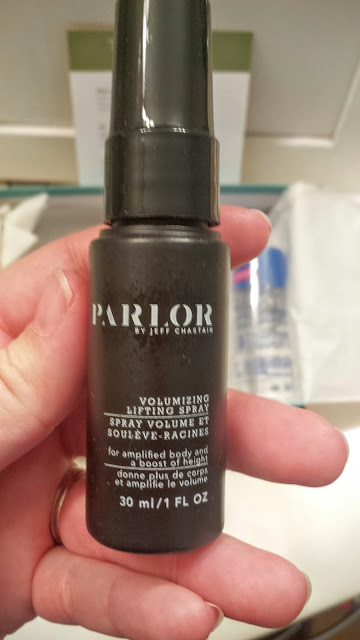 PARLOR
BY JEFF CHASTAIN
VOLUMIZING
LIFTING SPRAY
SPRAY VOLUME ET
SOULÈVE-RACINES
for amplified body and
a boost of height
donne plus de corps
et amplifie le volume
30 ml/1 FL OZ